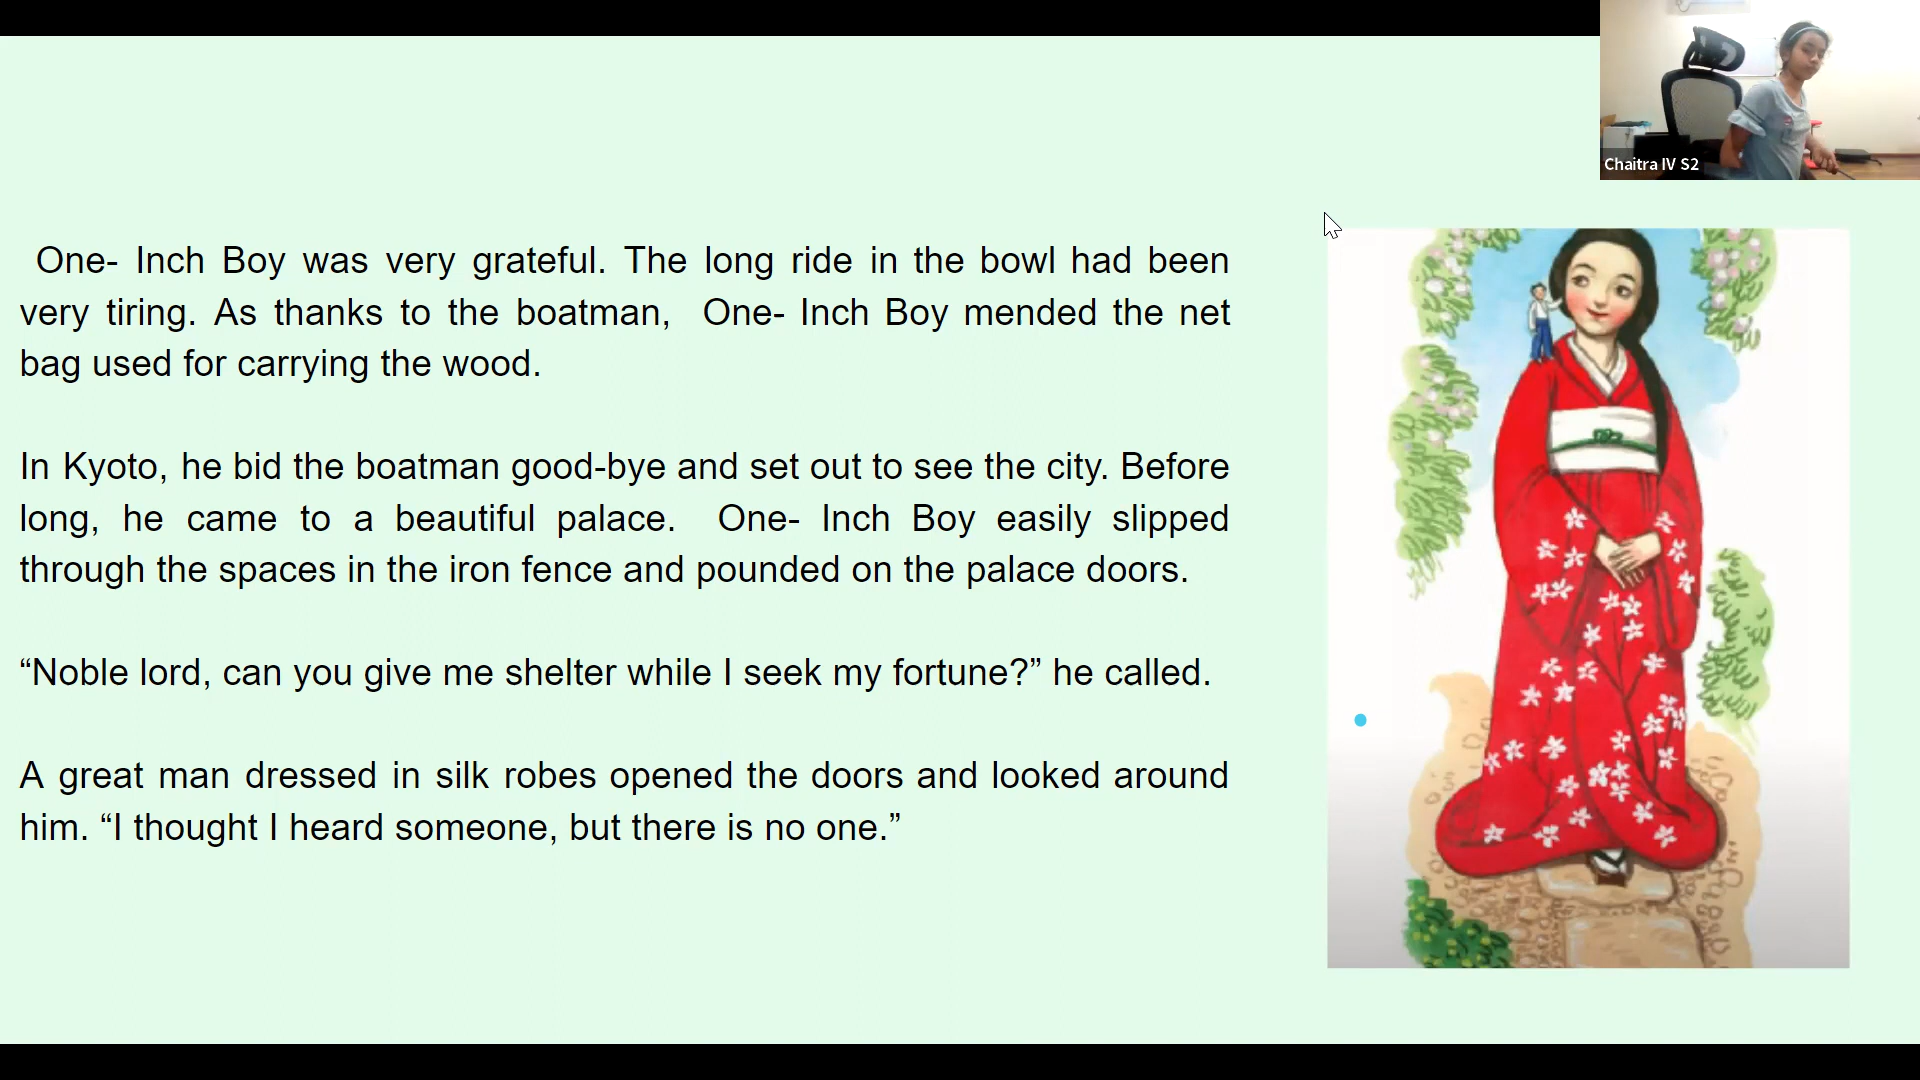 Chaitra IV S2
One- Inch Boy was very grateful. The long ride in the bowl had been
very tiring. As thanks to the boatman,  One- Inch Boy mended the net
bag used for carrying the wood.
In Kyoto, he bid the boatman good-bye and set out to see the city. Before
long, he came to a beautiful palace.  One- Inch Boy easily slipped
through the spaces in the iron fence and pounded on the palace doors.
“Noble lord, can you give me shelter while I seek my fortune?” he called.
A great man dressed in silk robes opened the doors and looked around
him. “I thought I heard someone, but there is no one.”